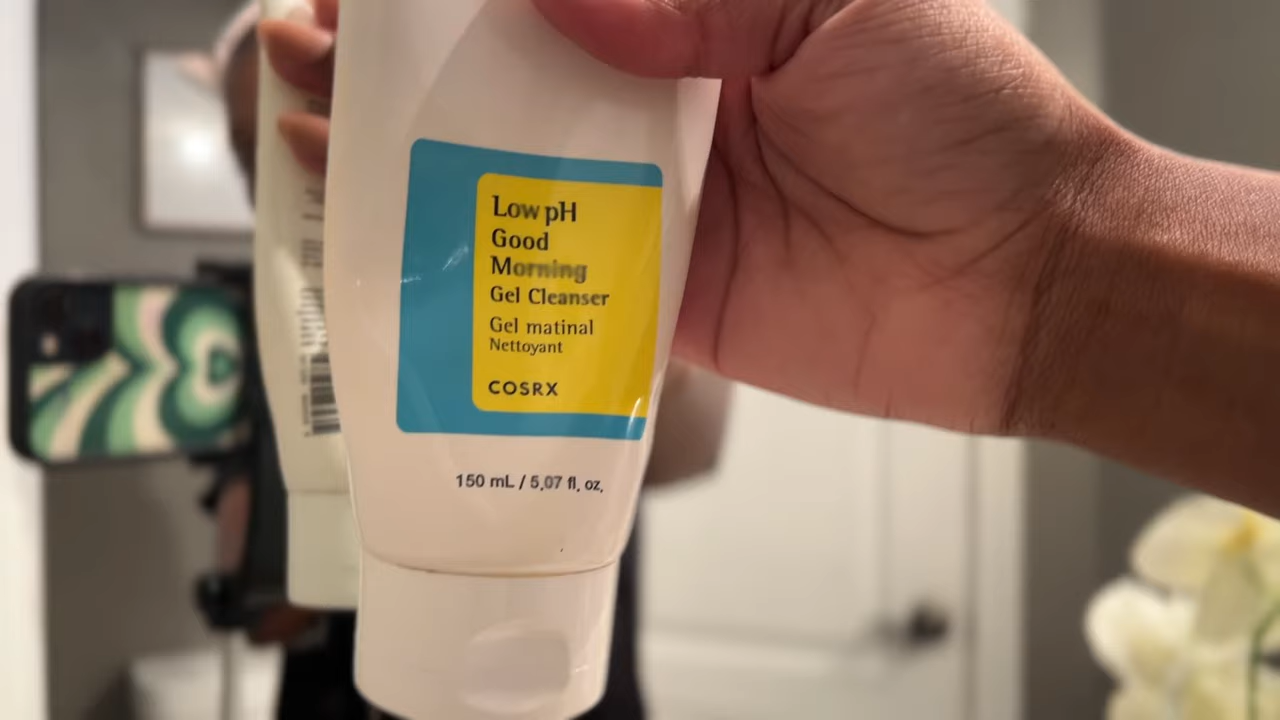 Low pH
Good
Morning
Gel Cleanser
Gel matinal
Nettoyant
COSRX
150 mL / 5.07 fl. oz.